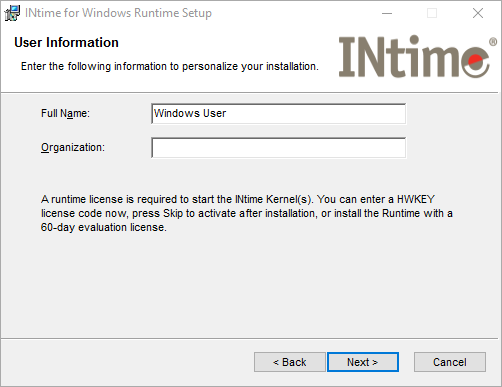 INtime for Windows Runtime Setup
User Information
Enter the following information to personalize your installation.
INtime®
Full Name:
Windows User
Organization:
A runtime license is required to start the INtime Kernel(s). You can enter a HWKEY
license code now, press Skip to activate after installation, or install the Runtime with a
60-day evaluation license.
< Back
Next >
Cancel